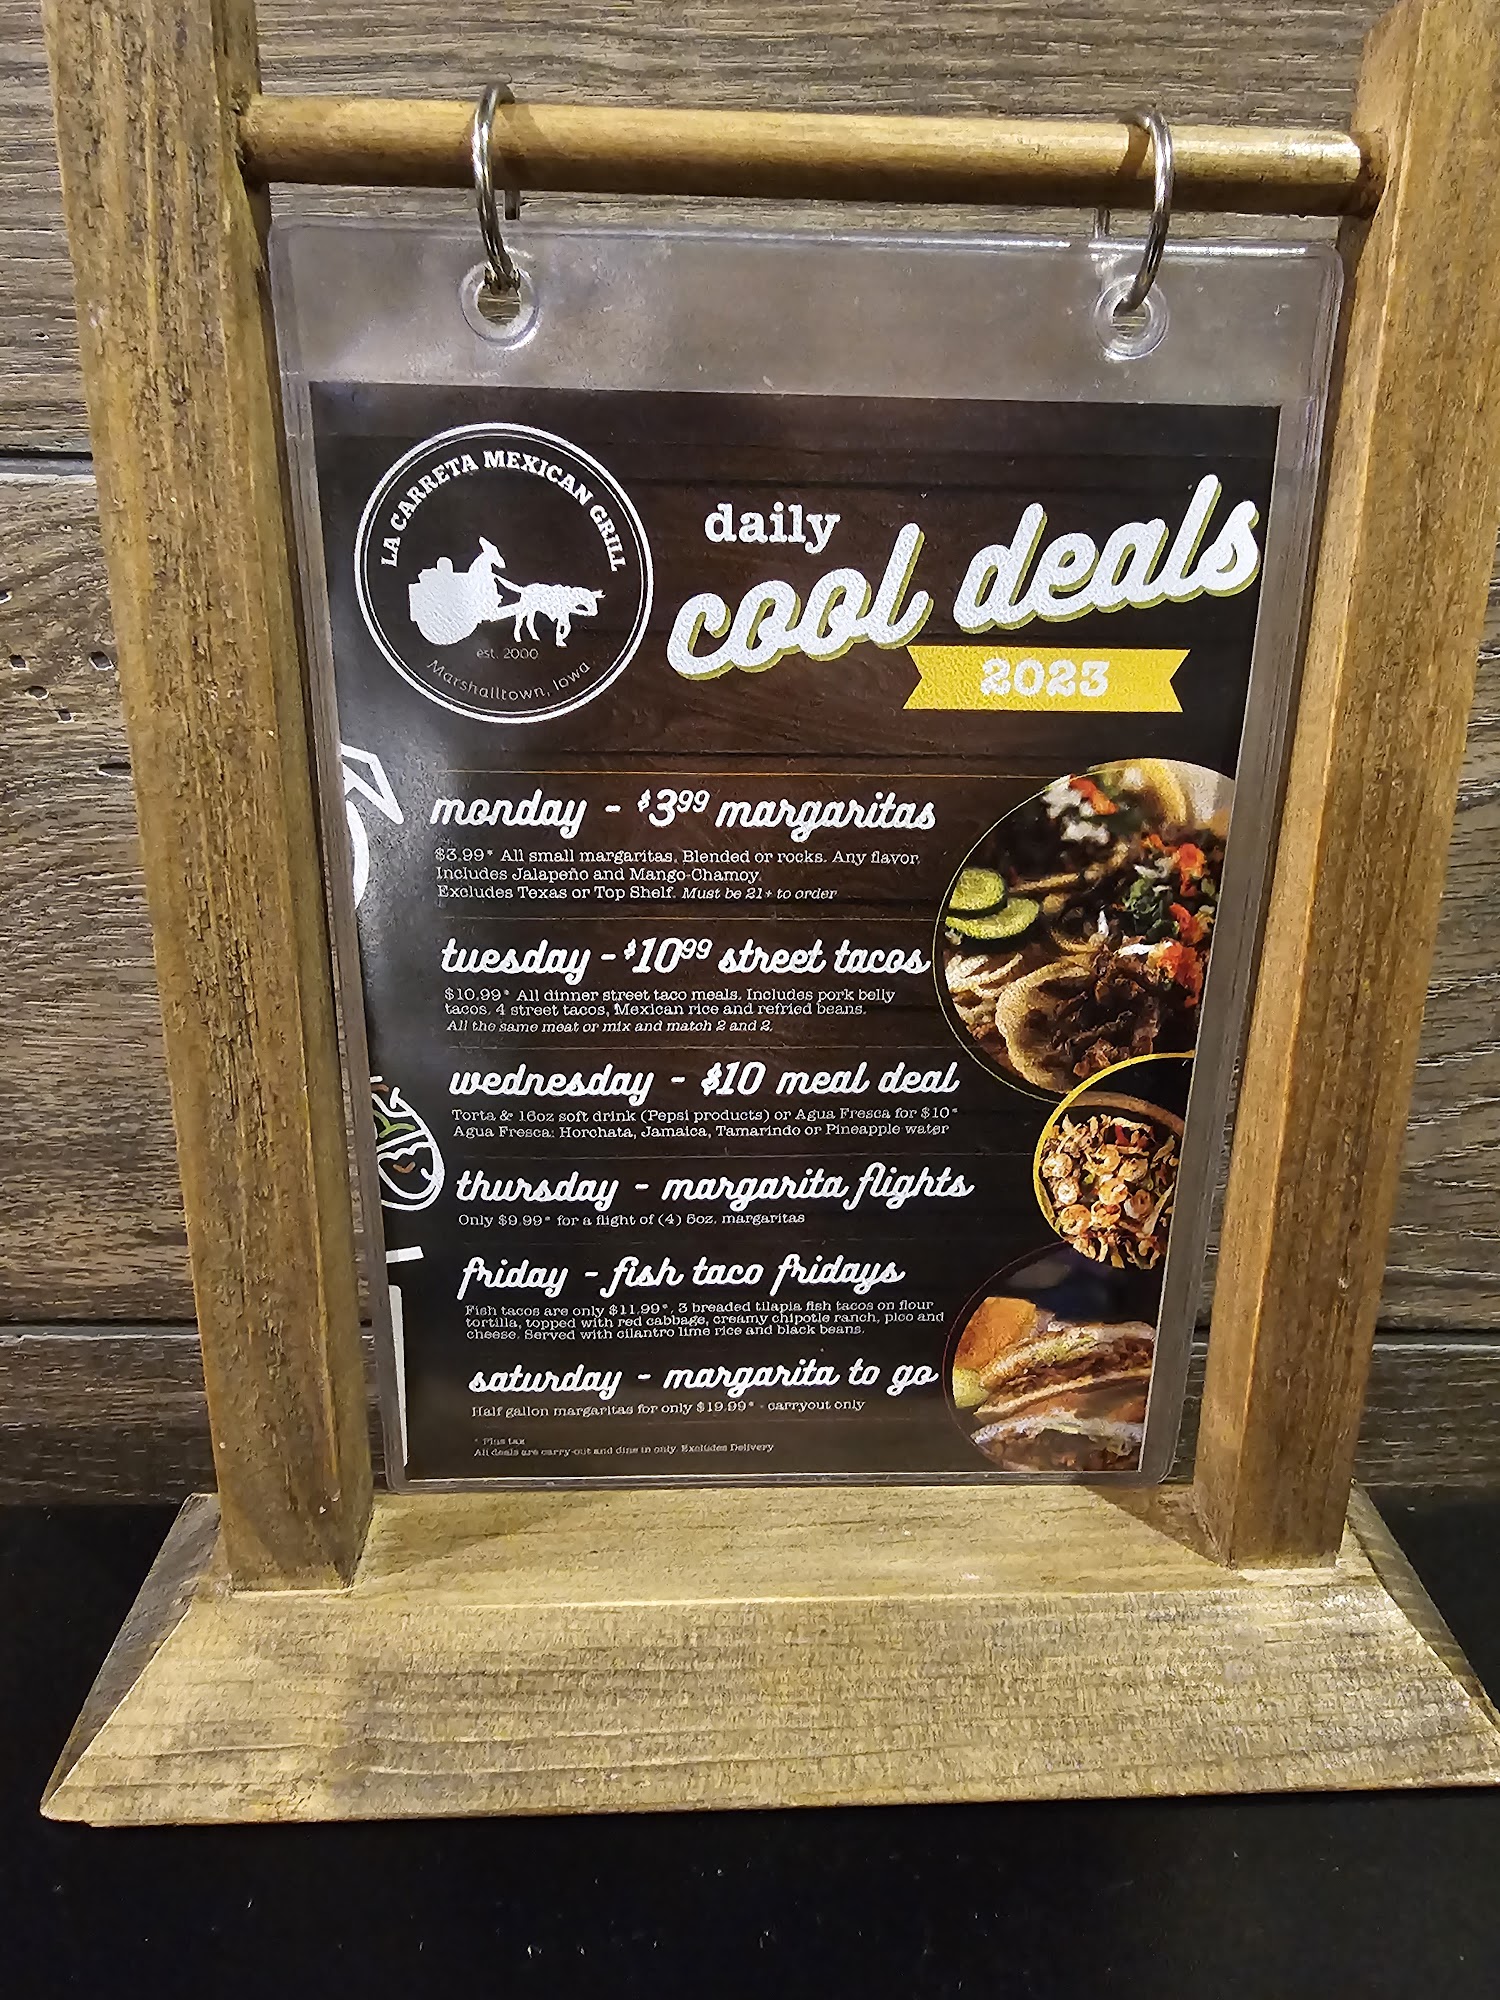 LA CARRETA MEXICAN GRILL
est. 2000
Marshalltown, Iowa
daily
cool deals
2023
monday - $3.99 margaritas
$3.99* All small margaritas. Blended or rocks. Any flavor.
Includes Jalapeño and Mango-Chamoy.
Excludes Texas or Top Shelf. Must be 21+ to order
tuesday - $10.99 street tacos
$10.99* All dinner street taco meals. Includes pork belly
tacos. 4 street tacos, Mexican rice and refried beans.
All the same meat or mix and match 2 and 2.
wednesday - $10 meal deal
Torta & 16oz soft drink (Pepsi products) or Agua Fresca for $10*
Agua Fresca: Horchata, Jamaica, Tamarindo or Pineapple water
thursday - margarita flights
Only $9.99* for a flight of (4) 5oz. margaritas
friday - fish taco fridays
Fish tacos are only $11.99*, 3 breaded tilapia fish tacos on flour
tortilla, topped with red cabbage, creamy chipotle ranch, pico and
cheese. Served with cilantro lime rice and black beans.
saturday - margarita to go
Half gallon margaritas for only $19.99* - carryout only
* Plus tax
All deals are carry-out and dine in only. Excludes Delivery